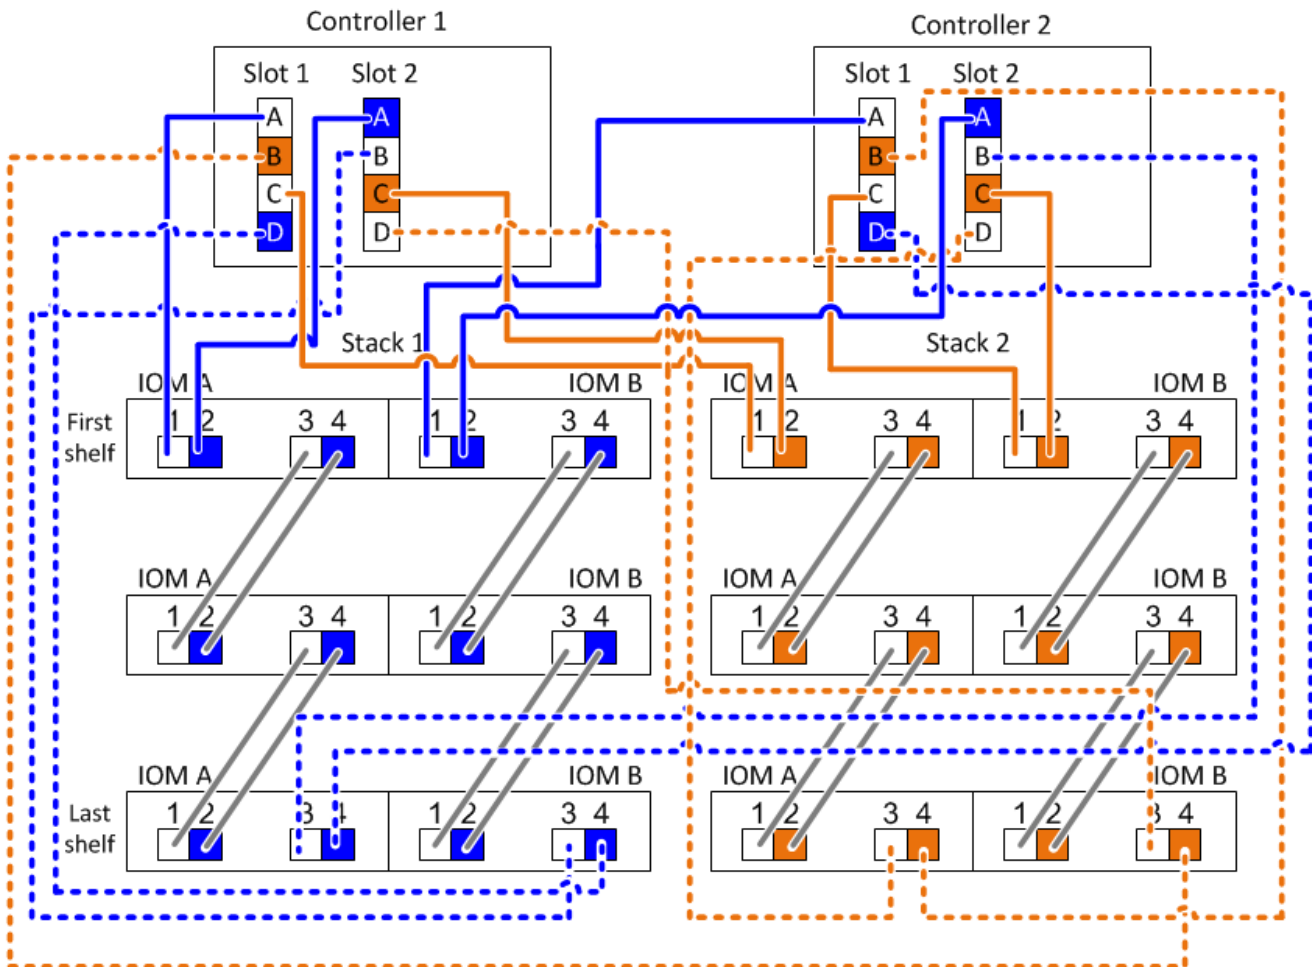 Controller 1
Controller 2
Slot 1 Slot 2
Slot 1 Slot 2
A A
B B
C C
D D
A A
B B
C C
D D
Stack 1
Stack 2
IOM A IOM B IOM A IOM B
First shelf
1 2 3 4 1 2 3 4 1 2 3 4 1 2 3 4
IOM A IOM B IOM A IOM B
1 2 3 4 1 2 3 4 1 2 3 4 1 2 3 4
IOM A IOM B IOM A IOM B
Last shelf
1 2 3 4 1 2 3 4 1 2 3 4 1 2 3 4